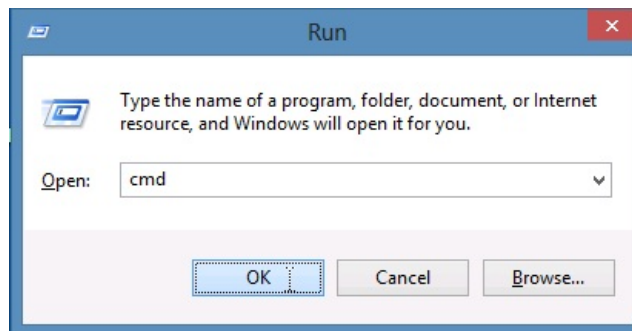 Run
Type the name of a program, folder, document, or Internet
resource, and Windows will open it for you.
Open: cmd
OK Cancel Browse...